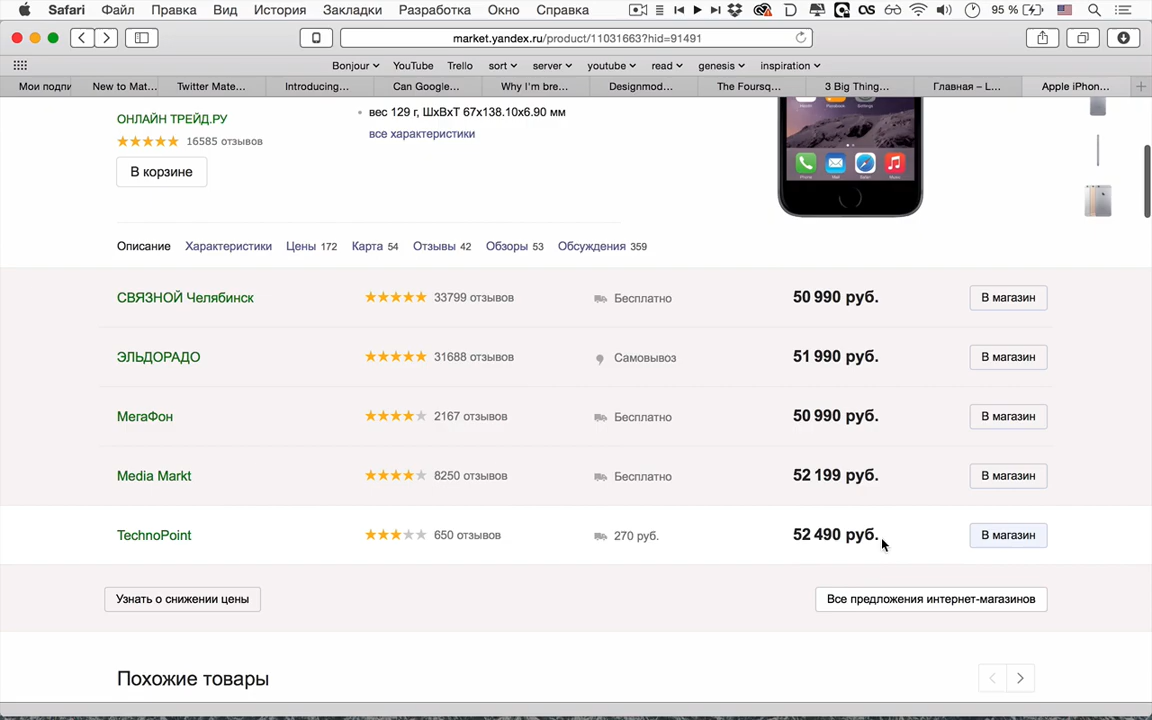 Safari Файл Правка Вид История Закладки Разработка Окно Справка 95 %
market.yandex.ru/product/11031663?hid=91491
Bonjour YouTube Trello sort server youtube read genesis inspiration
Мои подпи New to Mat... Twitter Mate... Introducing... Can Google... Why I'm bre... Designmod... The Foursq... 3 Big Thing... Главная – L... Apple iPhon...
ОНЛАЙН ТРЕЙД.РУ
16585 отзывов
В корзине
вес 129 г, ШxВxТ 67x138.10x6.90 мм
все характеристики
Описание Характеристики Цены 172 Карта 54 Отзывы 42 Обзоры 53 Обсуждения 359
СВЯЗНОЙ Челябинск 33799 отзывов Бесплатно 50 990 руб. В магазин
ЭЛЬДОРАДО 31688 отзывов Самовывоз 51 990 руб. В магазин
МегаФон 2167 отзывов Бесплатно 50 990 руб. В магазин
Media Markt 8250 отзывов Бесплатно 52 199 руб. В магазин
TechnoPoint 650 отзывов 270 руб. 52 490 руб. В магазин
Узнать о снижении цены Все предложения интернет-магазинов
Похожие товары